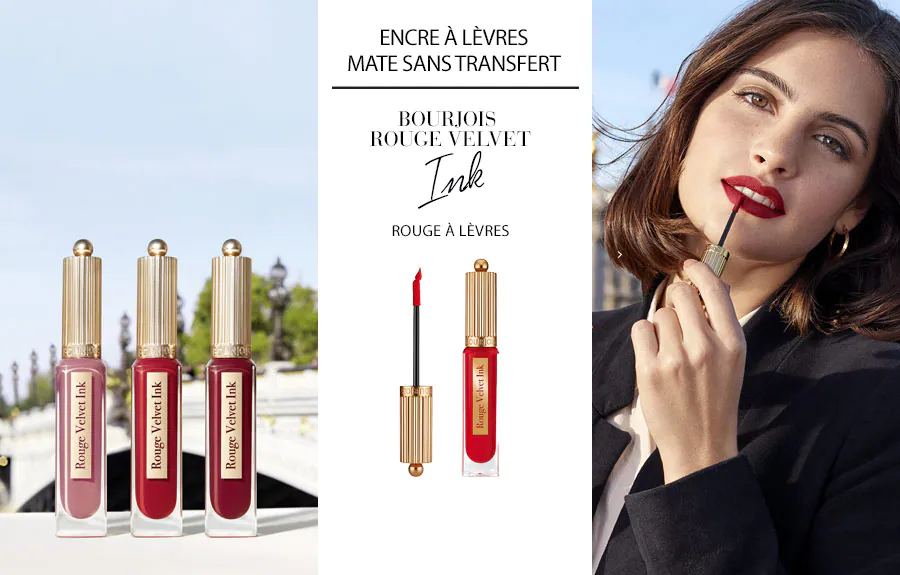 ENCRE À LÈVRES
MATE SANS TRANSFERT
BOURJOIS
ROUGE VELVET
Ink
ROUGE À LÈVRES
Rouge Velvet Ink
Rouge Velvet Ink
Rouge Velvet Ink
Rouge Velvet Ink